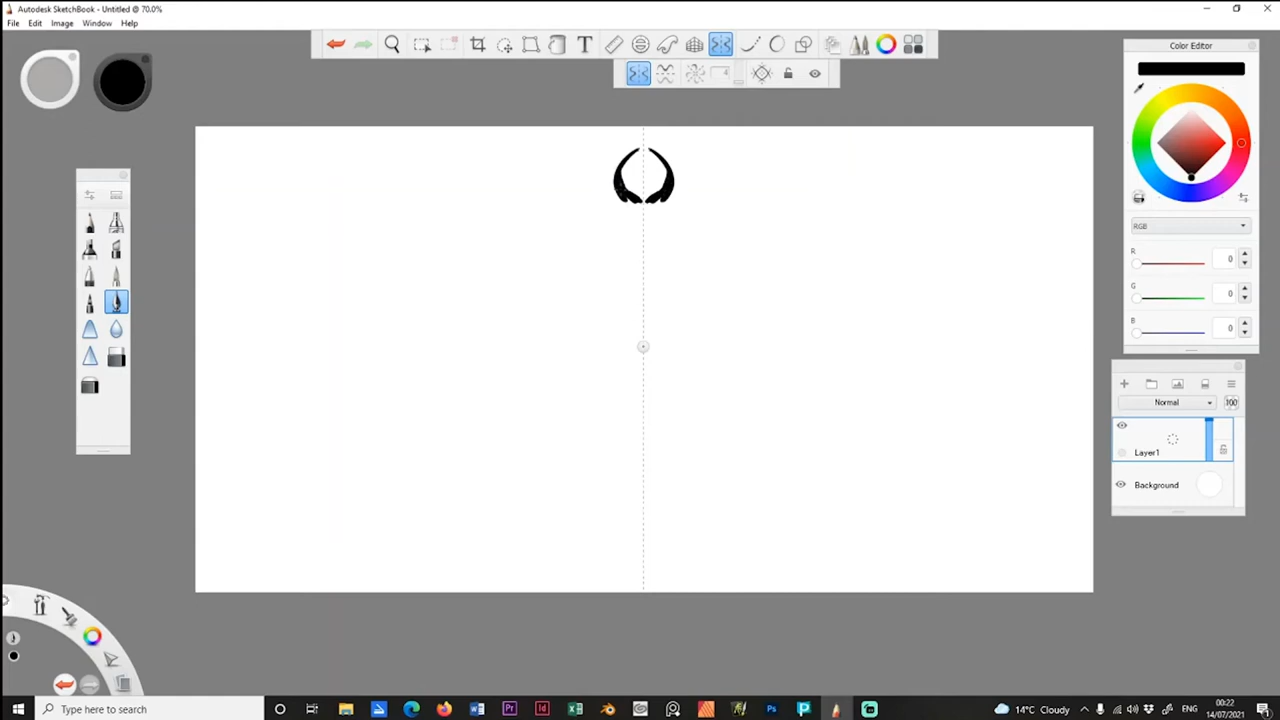 Autodesk SketchBook - Untitled @ 70.0%
File Edit Image Window Help
T
4
Color Editor
RGB
R 0
G 0
B 0
Normal 100
Layer1
Background
Type here to search
14°C Cloudy ENG 00:22
14/07/2021